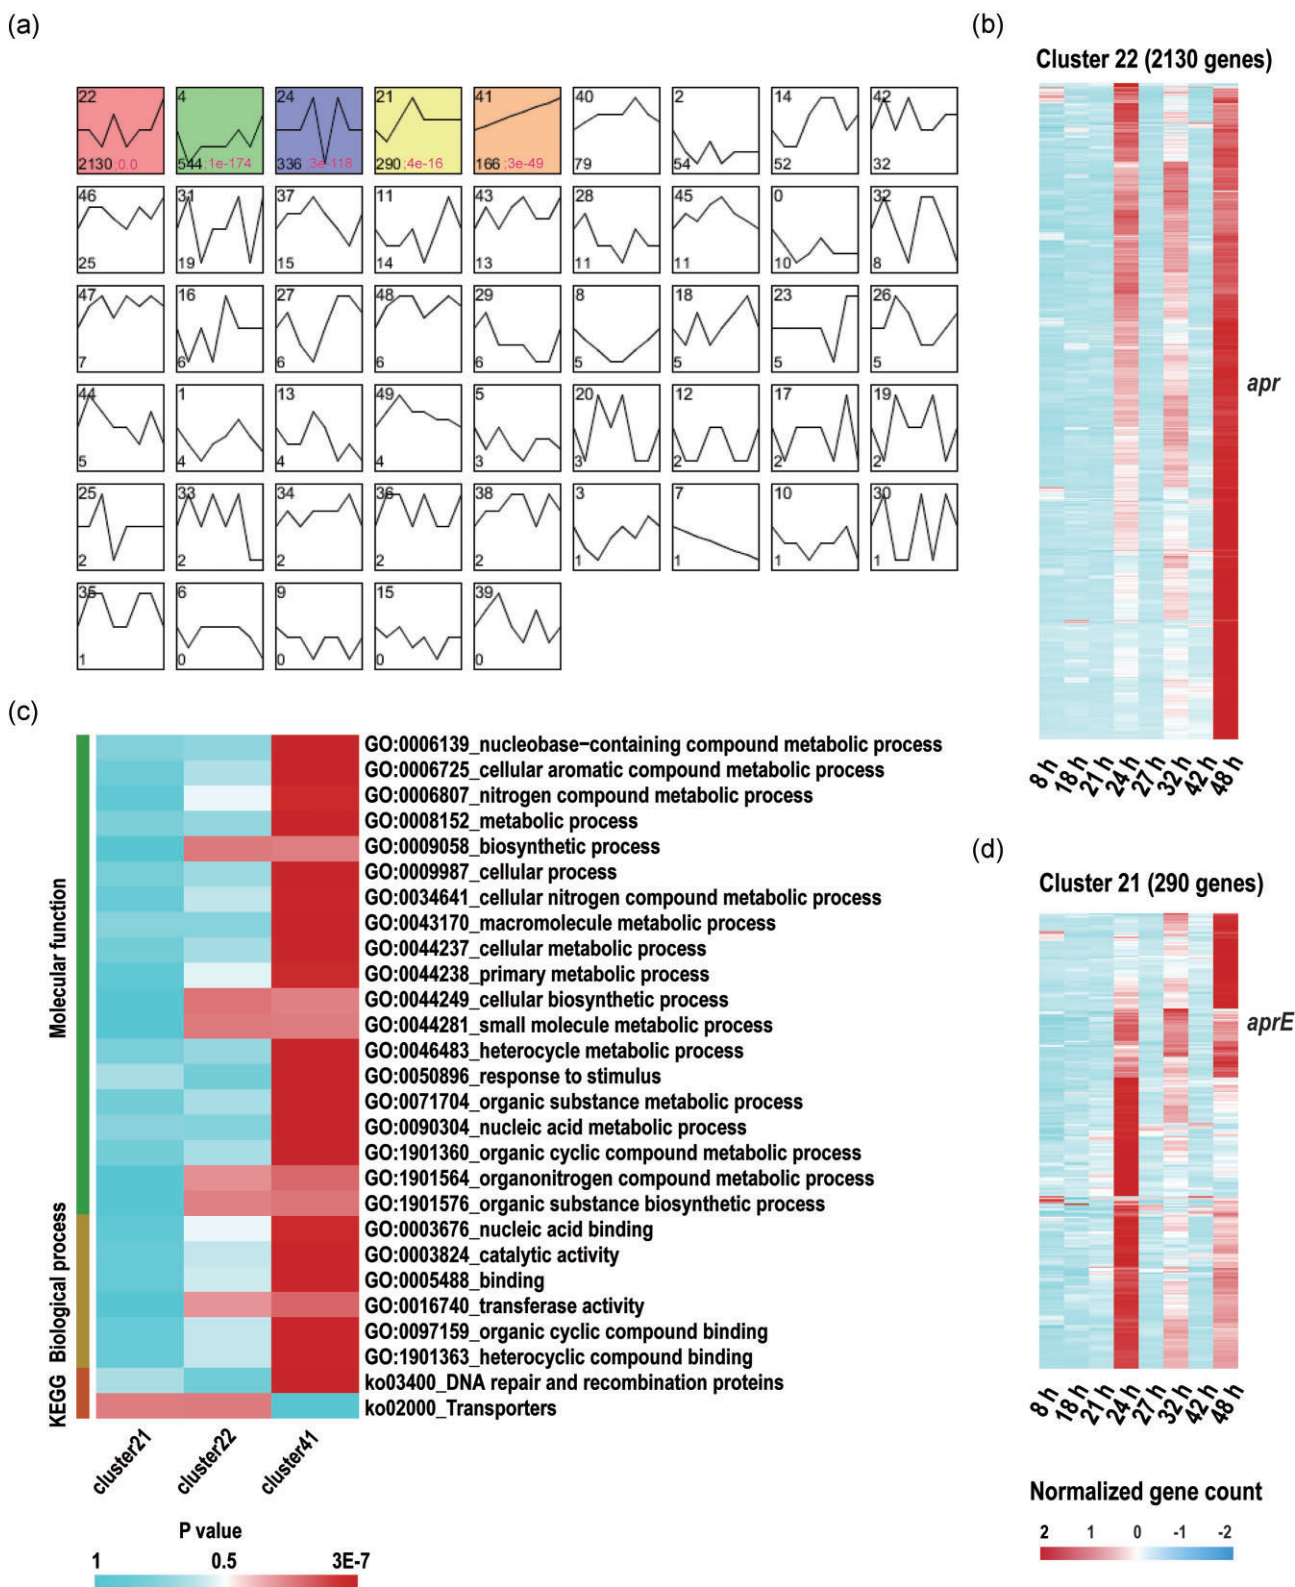 (a)
22 4 24 21 41 40 2 14 42
2130 ;0.0 544 ;1e-174 336 ;3e-118 290 ;4e-16 166 ;3e-49 79 54 52 32
46 31 37 11 43 28 45 0 32
25 19 15 14 13 11 11 10 8
47 16 27 48 29 8 18 23 26
7 6 6 6 6 5 5 5 5
44 1 13 49 5 20 12 17 19
5 4 4 4 3 3 2 2 2
25 33 34 36 38 3 7 10 30
2 2 2 2 2 1 1 1 1
35 6 9 15 39
1 0 0 0 0
(b)
Cluster 22 (2130 genes)
apr
8 h 18 h 21 h 24 h 27 h 32 h 42 h 48 h
(c)
Molecular function
Biological process
KEGG
GO:0006139_nucleobase−containing compound metabolic process
GO:0006725_cellular aromatic compound metabolic process
GO:0006807_nitrogen compound metabolic process
GO:0008152_metabolic process
GO:0009058_biosynthetic process
GO:0009987_cellular process
GO:0034641_cellular nitrogen compound metabolic process
GO:0043170_macromolecule metabolic process
GO:0044237_cellular metabolic process
GO:0044238_primary metabolic process
GO:0044249_cellular biosynthetic process
GO:0044281_small molecule metabolic process
GO:0046483_heterocycle metabolic process
GO:0050896_response to stimulus
GO:0071704_organic substance metabolic process
GO:0090304_nucleic acid metabolic process
GO:1901360_organic cyclic compound metabolic process
GO:1901564_organonitrogen compound metabolic process
GO:1901576_organic substance biosynthetic process
GO:0003676_nucleic acid binding
GO:0003824_catalytic activity
GO:0005488_binding
GO:0016740_transferase activity
GO:0097159_organic cyclic compound binding
GO:1901363_heterocyclic compound binding
ko03400_DNA repair and recombination proteins
ko02000_Transporters
cluster21 cluster22 cluster41
P value
1 0.5 3E-7
(d)
Cluster 21 (290 genes)
aprE
8 h 18 h 21 h 24 h 27 h 32 h 42 h 48 h
Normalized gene count
2 1 0 -1 -2